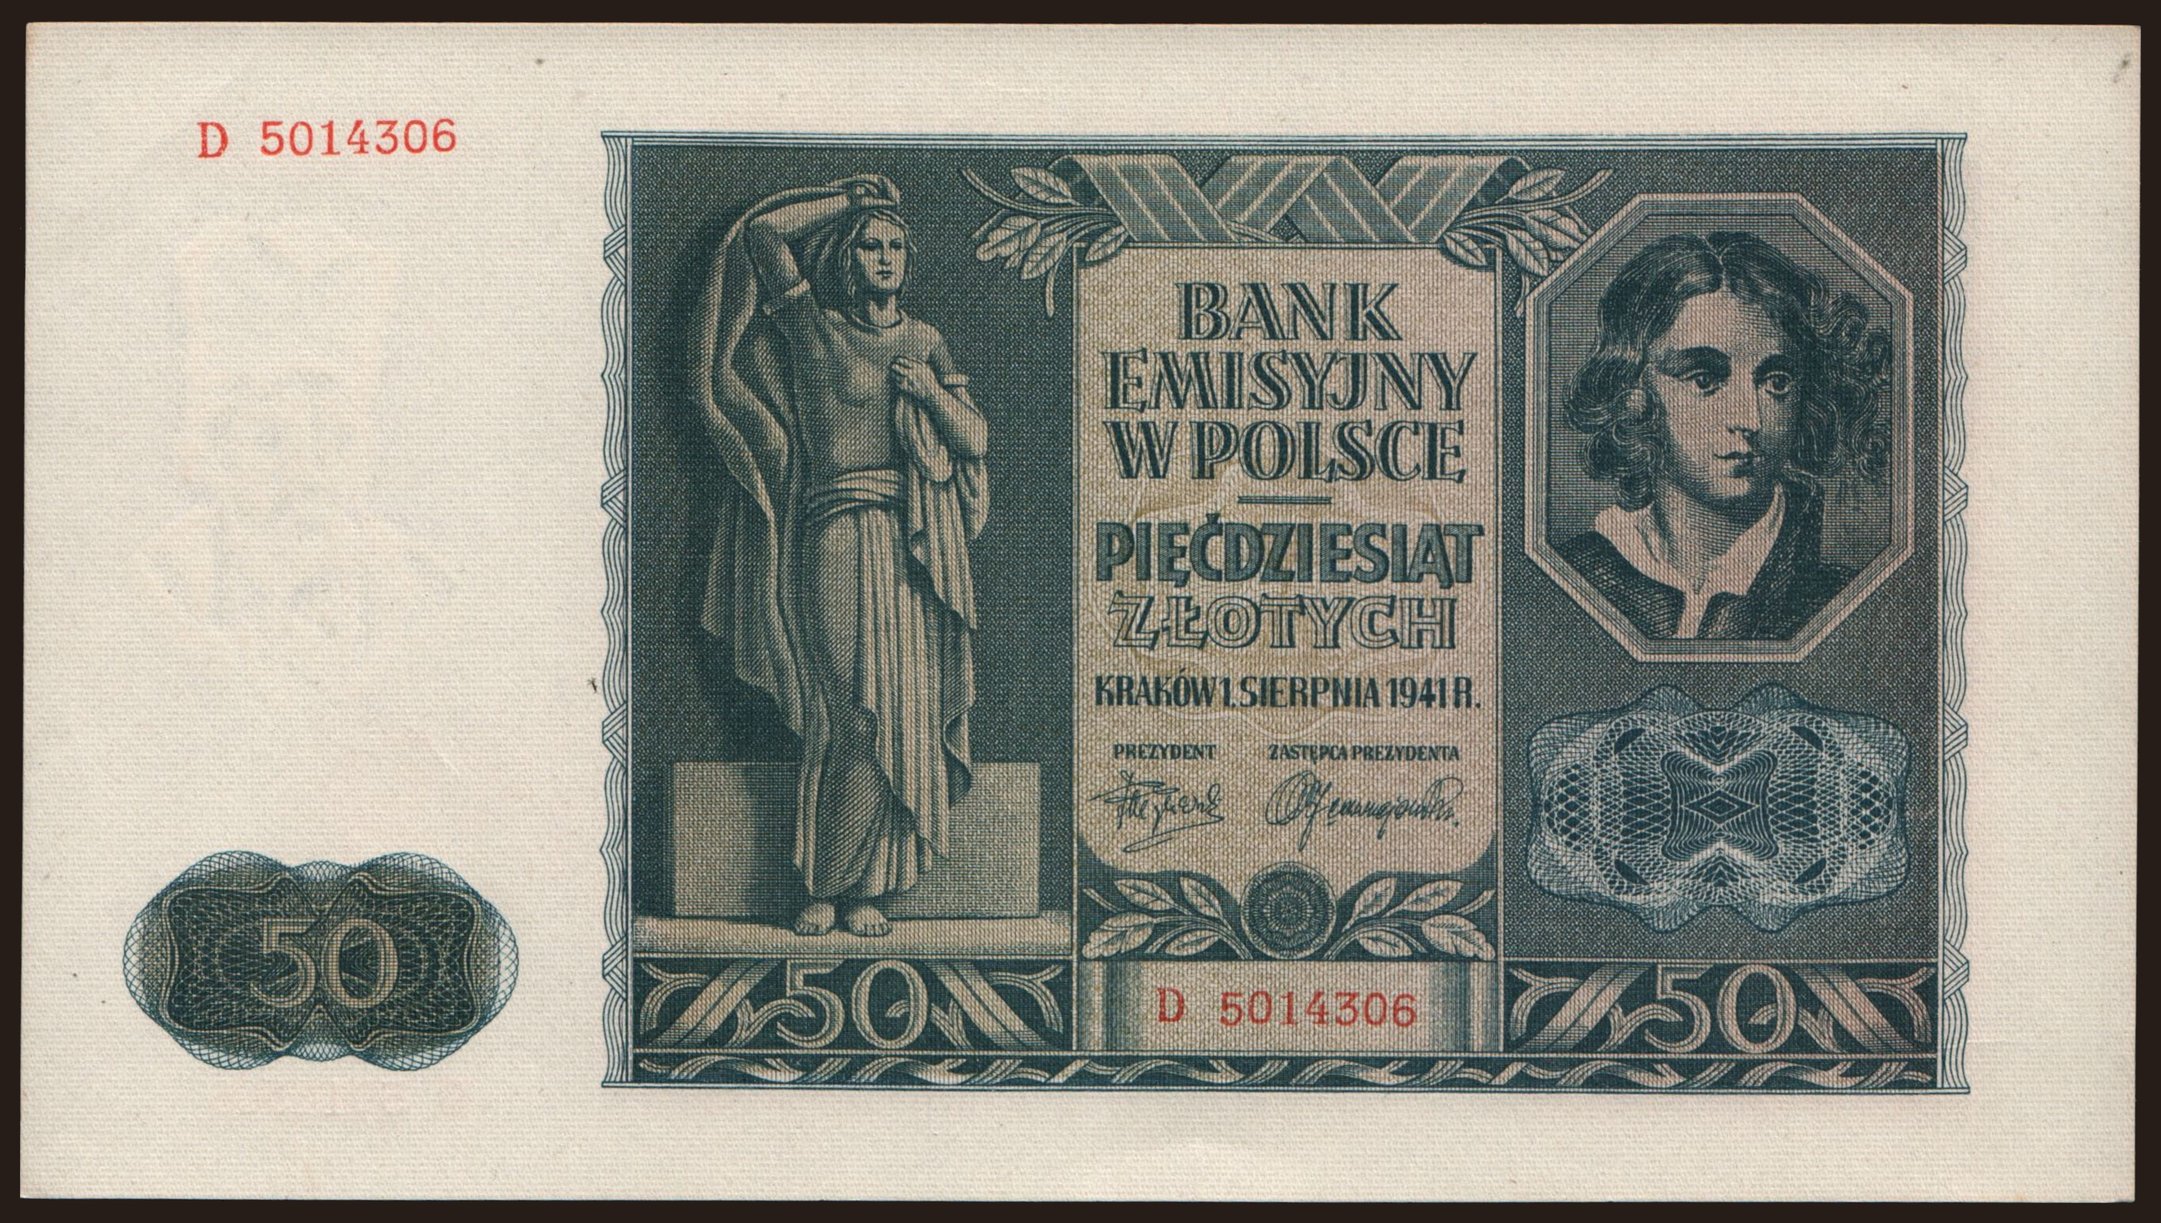 D 5014306
BANK
EMISYJNY
W POLSCE
PIĘĆDZIESIĄT
ZŁOTYCH
KRAKÓW 1. SIERPNIA 1941 R.
PREZYDENT ZASTĘPCA PREZYDENTA
50
50
D 5014306
50